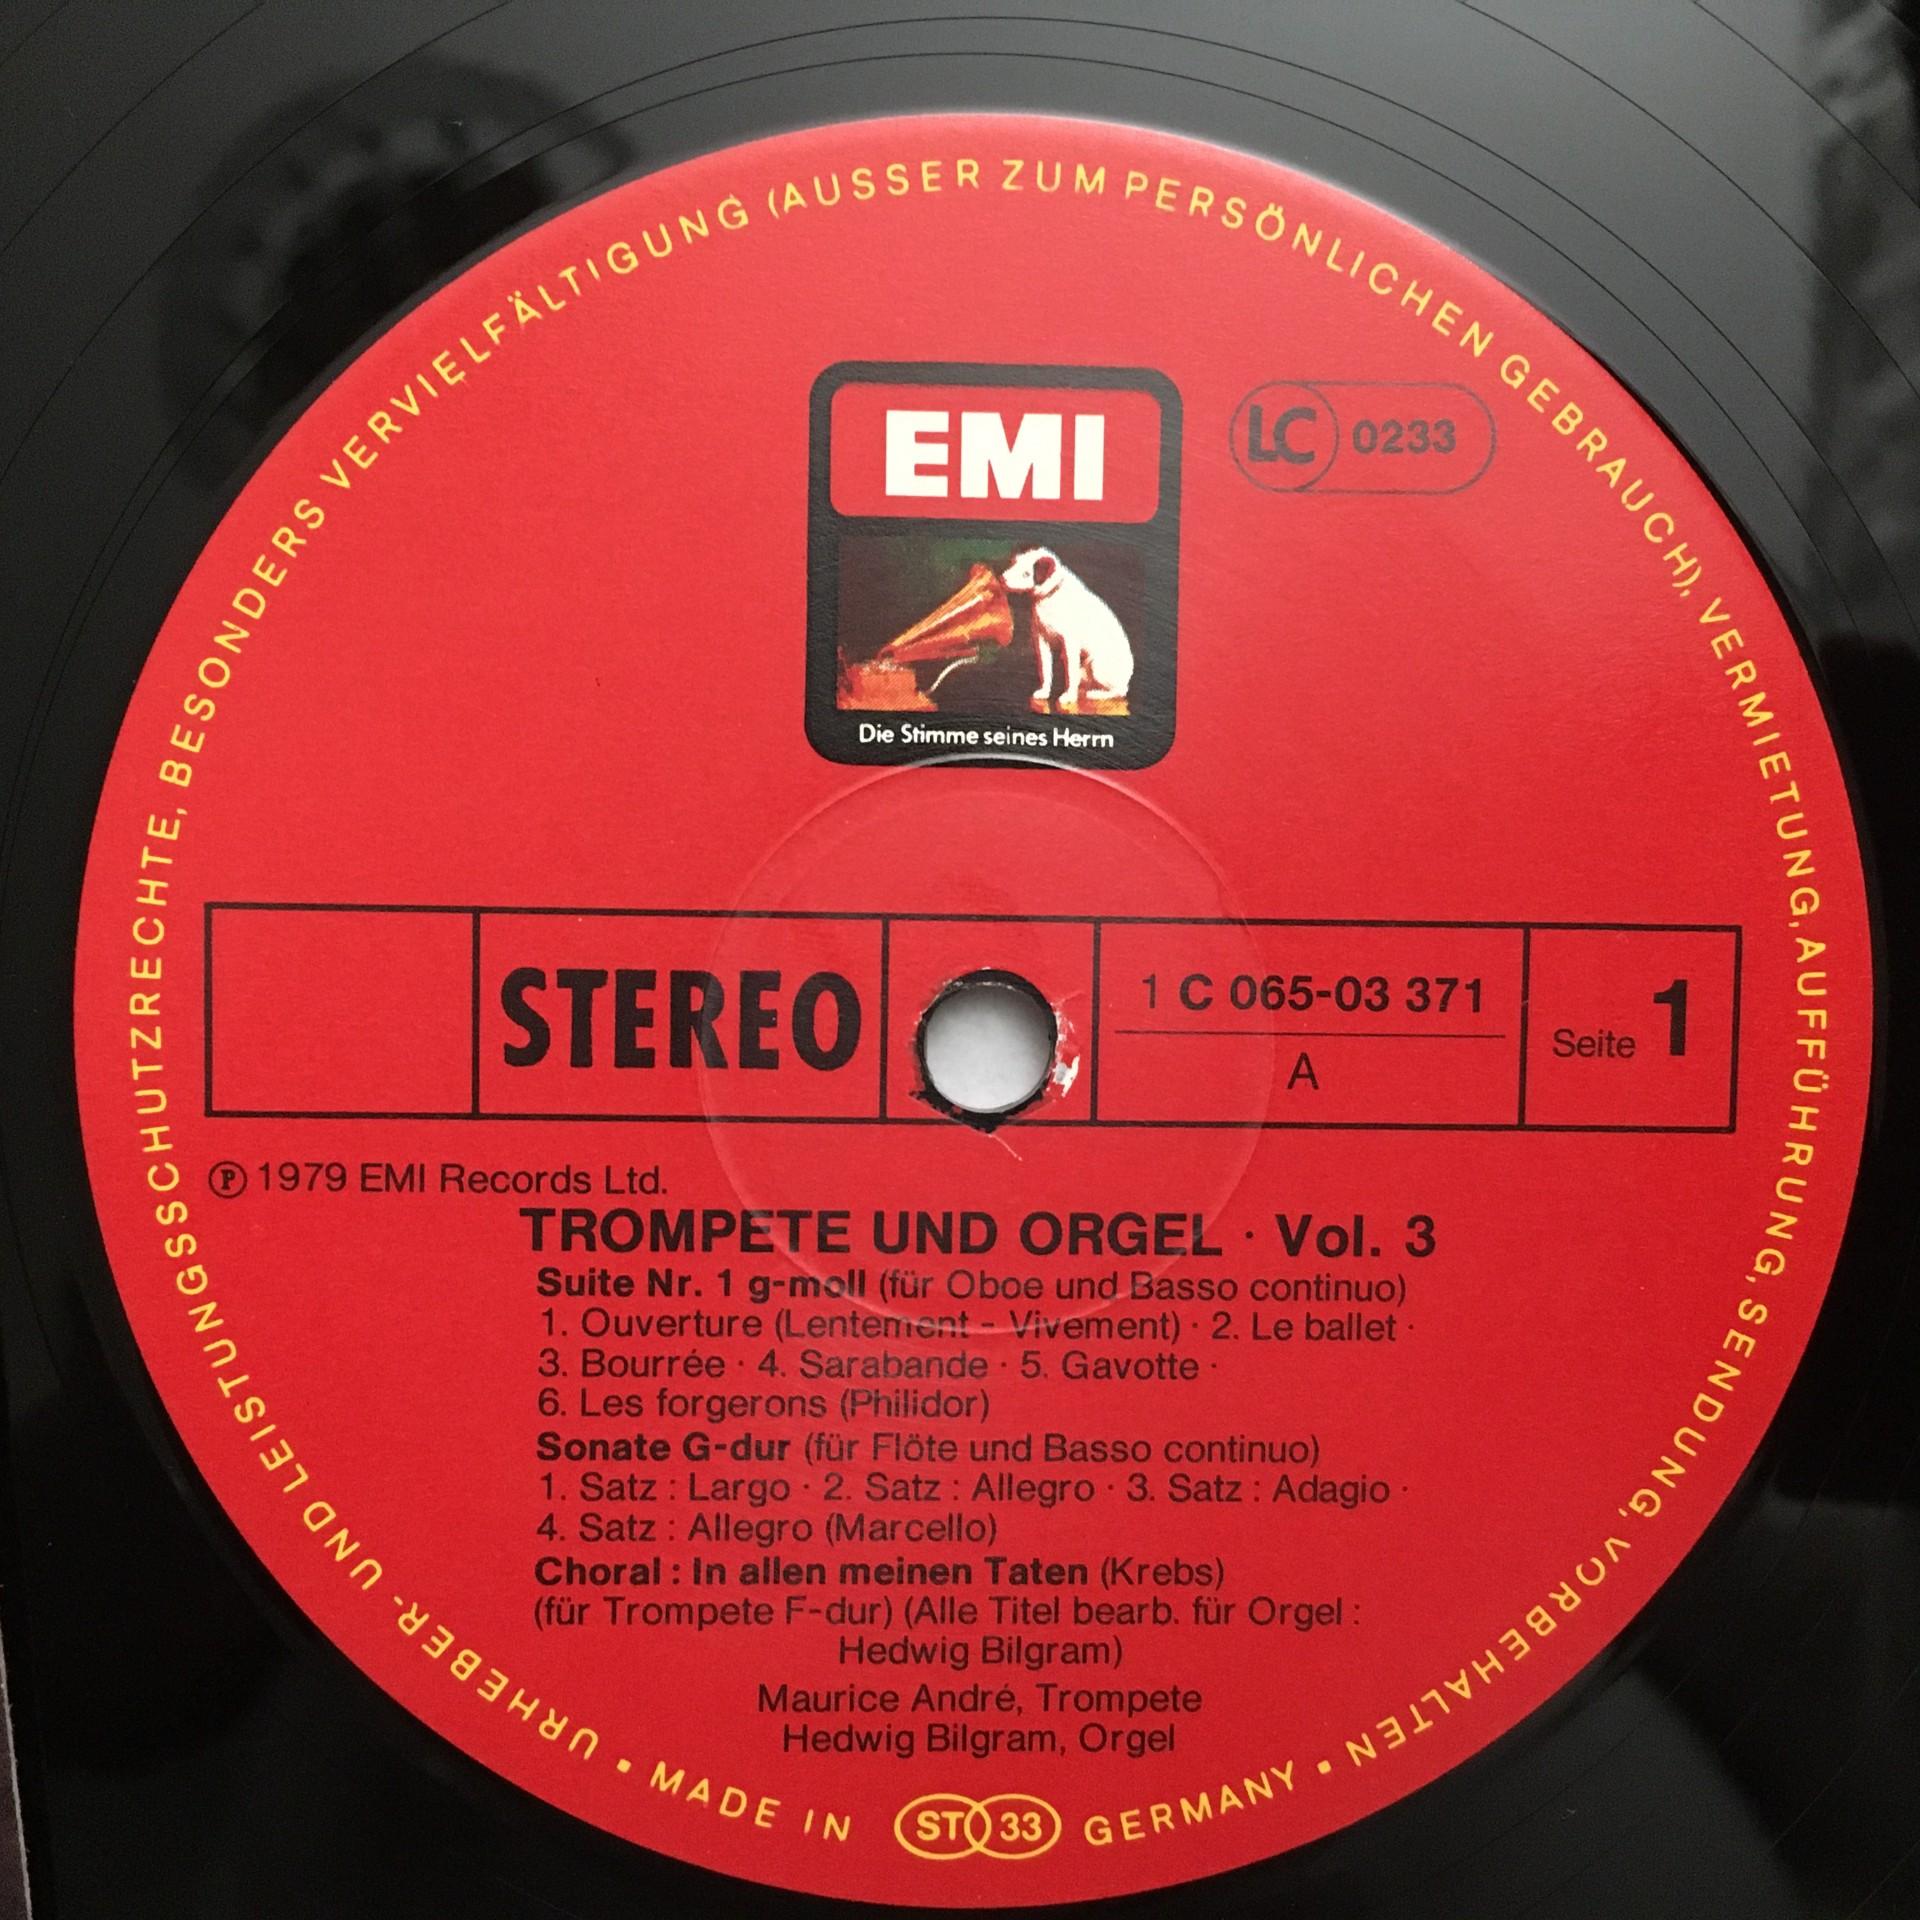 URHEBER- UND LEISTUNGSSCHUTZRECHTE, BESONDERS VERVIELFÄLTIGUNG (AUSSER ZUM PERSÖNLICHEN GEBRAUCH), VERMIETUNG, AUFFÜHRUNG, SENDUNG, VORBEHALTEN •
EMI
LC 0233
Die Stimme seines Herrn
STEREO
1 C 065-03 371
A
Seite 1
Ⓟ 1979 EMI Records Ltd.
TROMPETE UND ORGEL · Vol. 3
Suite Nr. 1 g-moll (für Oboe und Basso continuo)
1. Ouverture (Lentement - Vivement) · 2. Le ballet ·
3. Bourrée · 4. Sarabande · 5. Gavotte ·
6. Les forgerons (Philidor)
Sonate G-dur (für Flöte und Basso continuo)
1. Satz : Largo · 2. Satz : Allegro · 3. Satz : Adagio ·
4. Satz : Allegro (Marcello)
Choral : In allen meinen Taten (Krebs)
(für Trompete F-dur) (Alle Titel bearb. für Orgel :
Hedwig Bilgram)
Maurice André, Trompete
Hedwig Bilgram, Orgel
• MADE IN ST 33 GERMANY